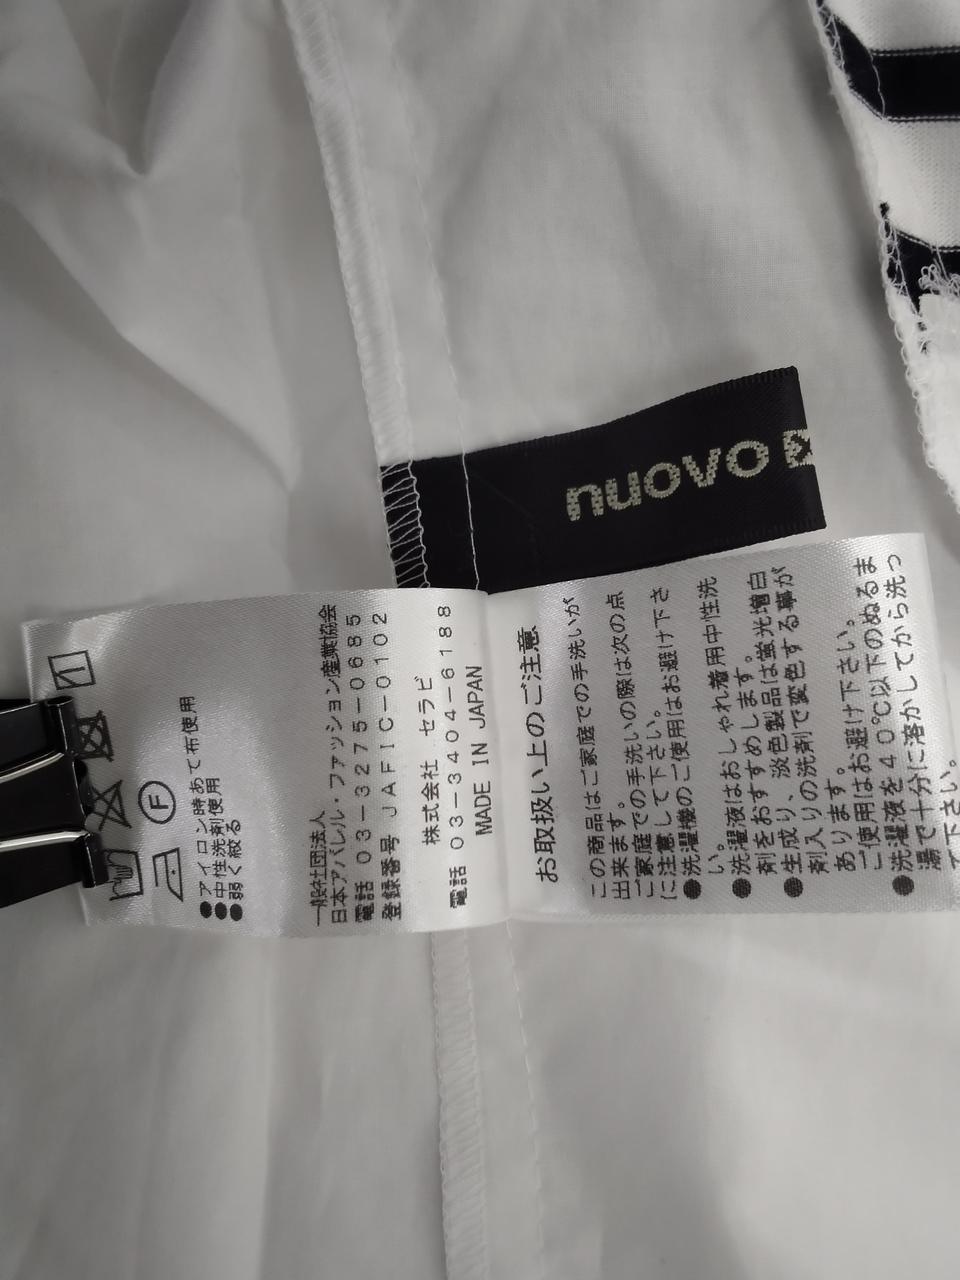 nuovo
●アイロン時あて布使用
●中性洗剤使用
●弱く絞る
一般社団法人
日本アパレル・ファッション産業協会
電話 03-3275-0685
登録番号 JAFIC-0102
株式会社 セラビ
電話 03-3404-6188
MADE IN JAPAN
お取扱い上のご注意
この商品はご家庭での手洗いが
出来ます。
ご家庭での手洗いの際は次の点
に注意して下さい。
●洗濯機のご使用はお避け下さ
い。
●洗濯液はおしゃれ着用中性洗
剤をおすすめします。
●生成り、淡色製品は蛍光増白
剤入りの洗剤で変色する事が
あります。
ご使用はお避け下さい。
●洗濯液を40℃以下のぬるま
湯で十分に溶かしてから洗っ
て下さい。
F